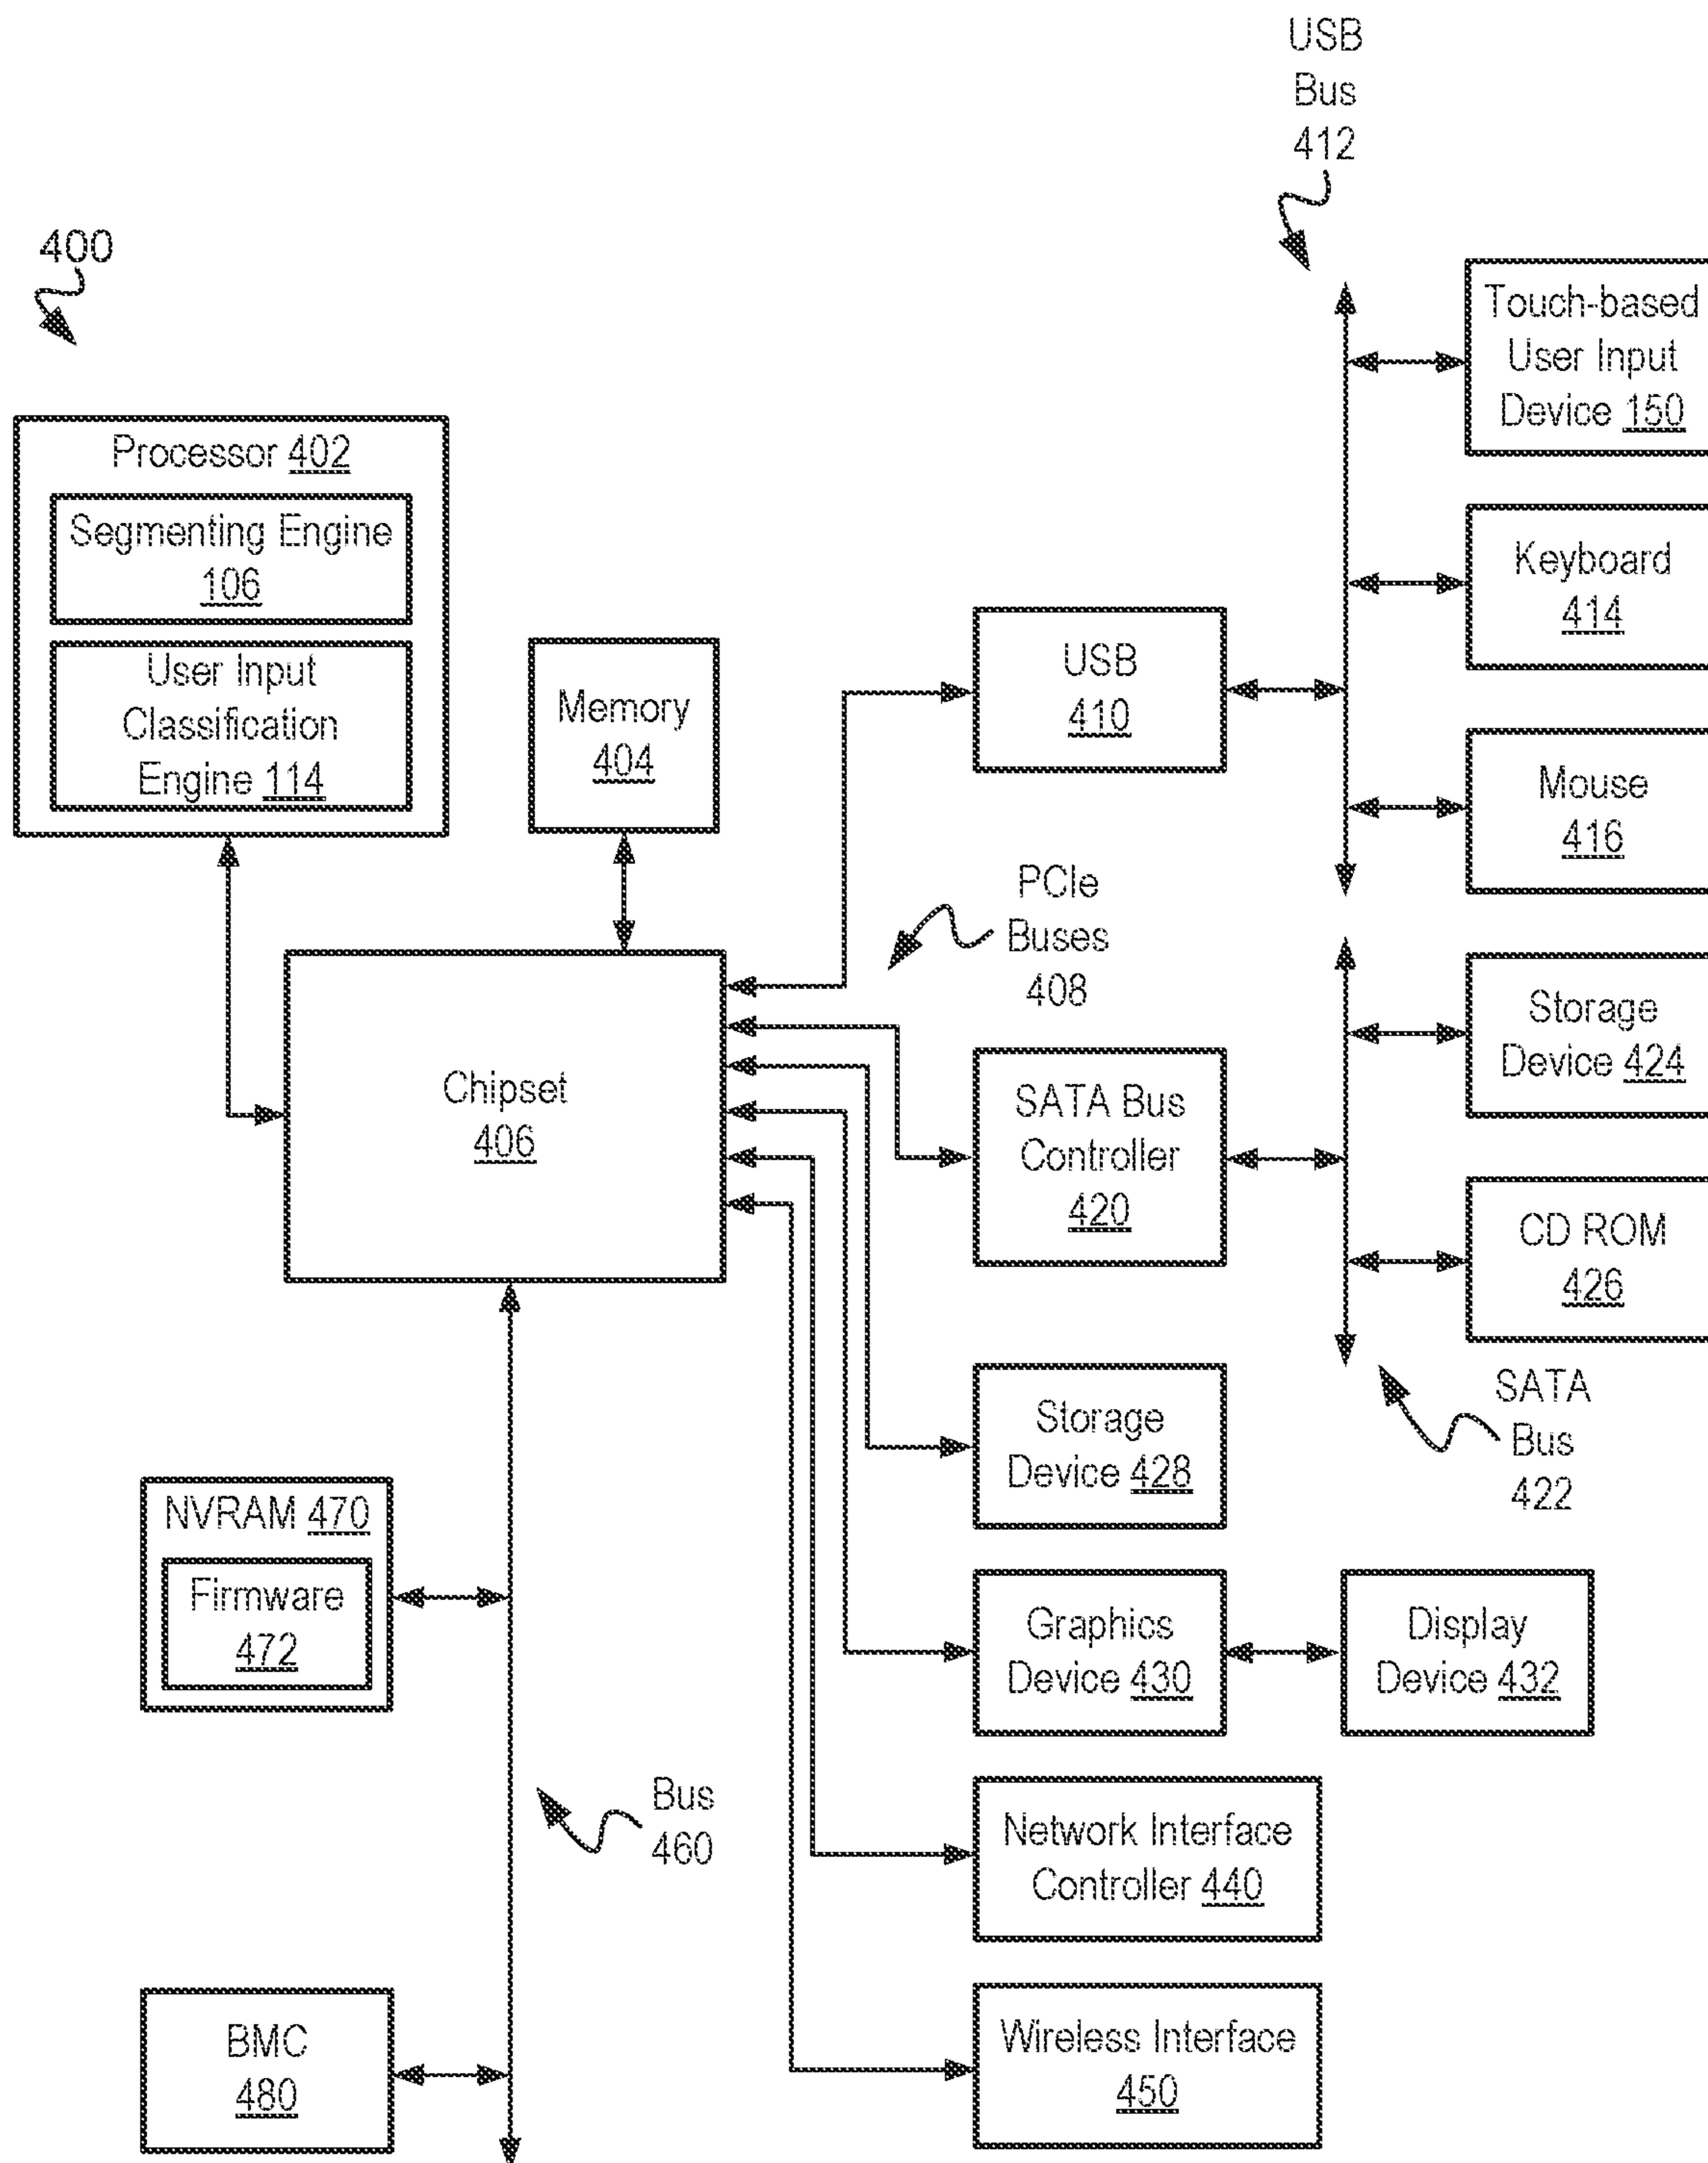 USB
Bus
412
400
Touch-based
User Input
Device 150
Processor 402
Segmenting Engine
106
User Input
Classification
Engine 114
Memory
404
USB
410
Keyboard
414
Mouse
416
PCIe
Buses
408
Chipset
406
SATA Bus
Controller
420
Storage
Device 424
CD ROM
426
SATA
Bus
422
Storage
Device 428
NVRAM 470
Firmware
472
Graphics
Device 430
Display
Device 432
Bus
460
Network Interface
Controller 440
BMC
480
Wireless Interface
450